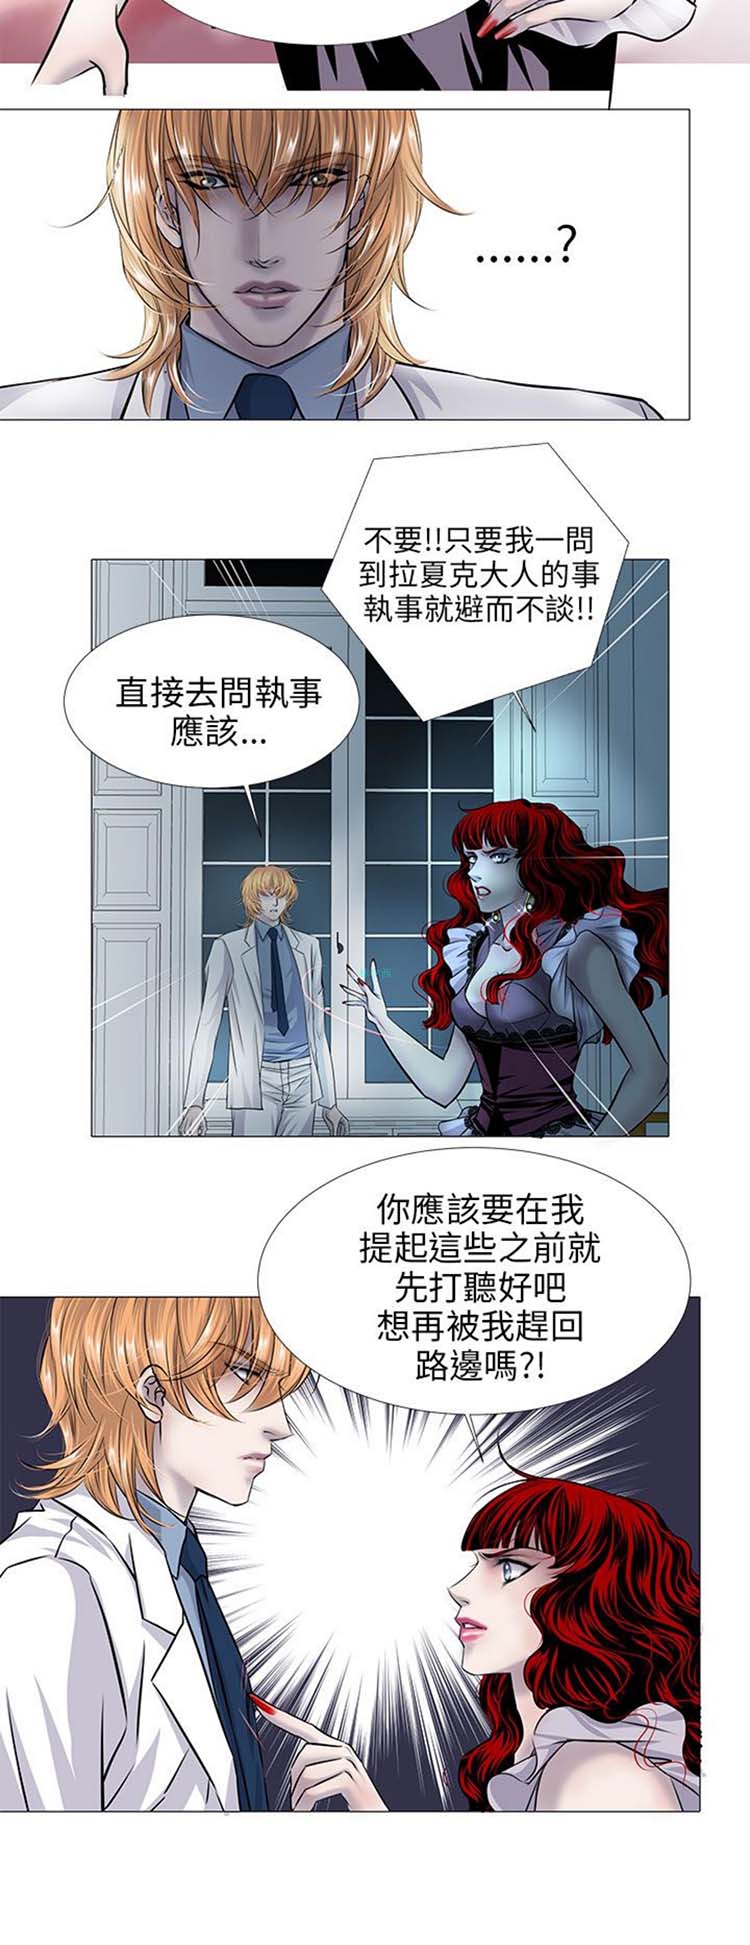 ......?
不要!!只要我一問
到拉夏克大人的事
執事就避而不談!!
直接去問執事
應該...
你應該要在我
提起這些之前就
先打聽好吧
想再被我趕回
路邊嗎?!